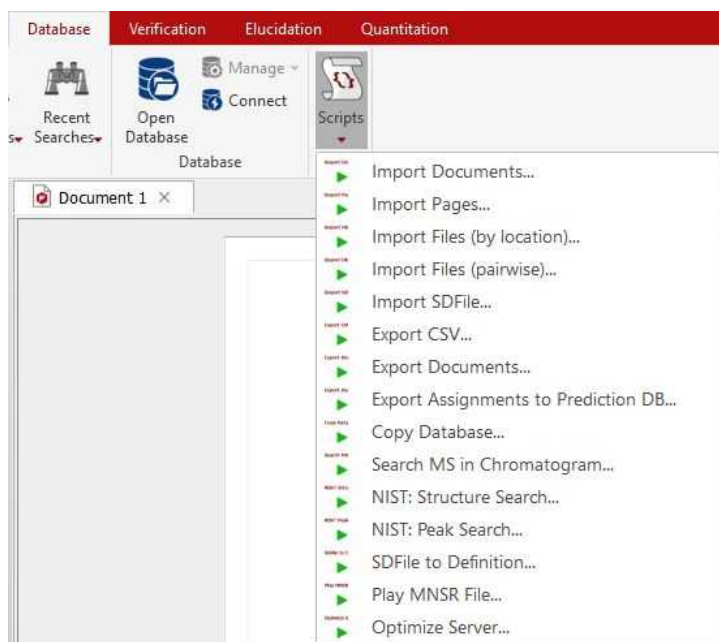 Database Verification Elucidation Quantitation
Recent Searches
Open Database
Manage
Connect
Scripts
Database
Document 1
Import Documents...
Import Pages...
Import Files (by location)...
Import Files (pairwise)...
Import SDFile...
Export CSV...
Export Documents...
Export Assignments to Prediction DB...
Copy Database...
Search MS in Chromatogram...
NIST: Structure Search...
NIST: Peak Search...
SDFile to Definition...
Play MNSR File...
Optimize Server...